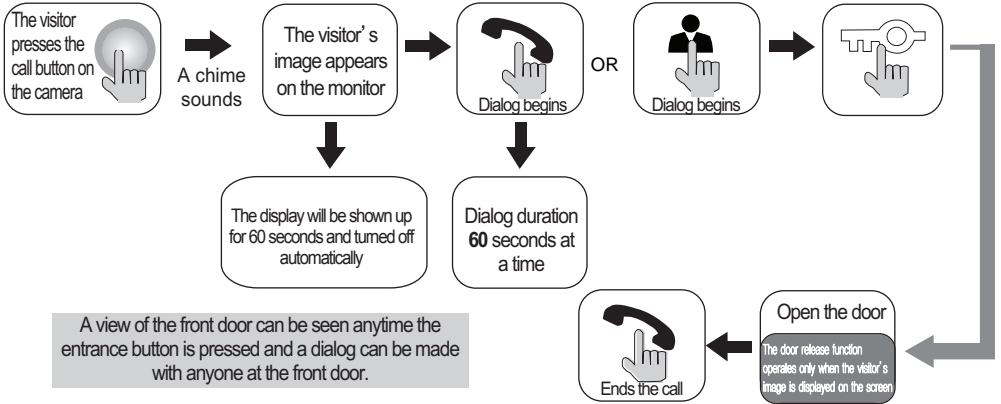 The visitor
presses the
call button on
the camera
A chime
sounds
The visitor's
image appears
on the monitor
Dialog begins
OR
Dialog begins
The display will be shown up
for 60 seconds and turned off
automatically
Dialog duration
60 seconds at
a time
A view of the front door can be seen anytime the
entrance button is pressed and a dialog can be made
with anyone at the front door.
Ends the call
Open the door
The door release function
operates only when the visitor's
image is displayed on the screen